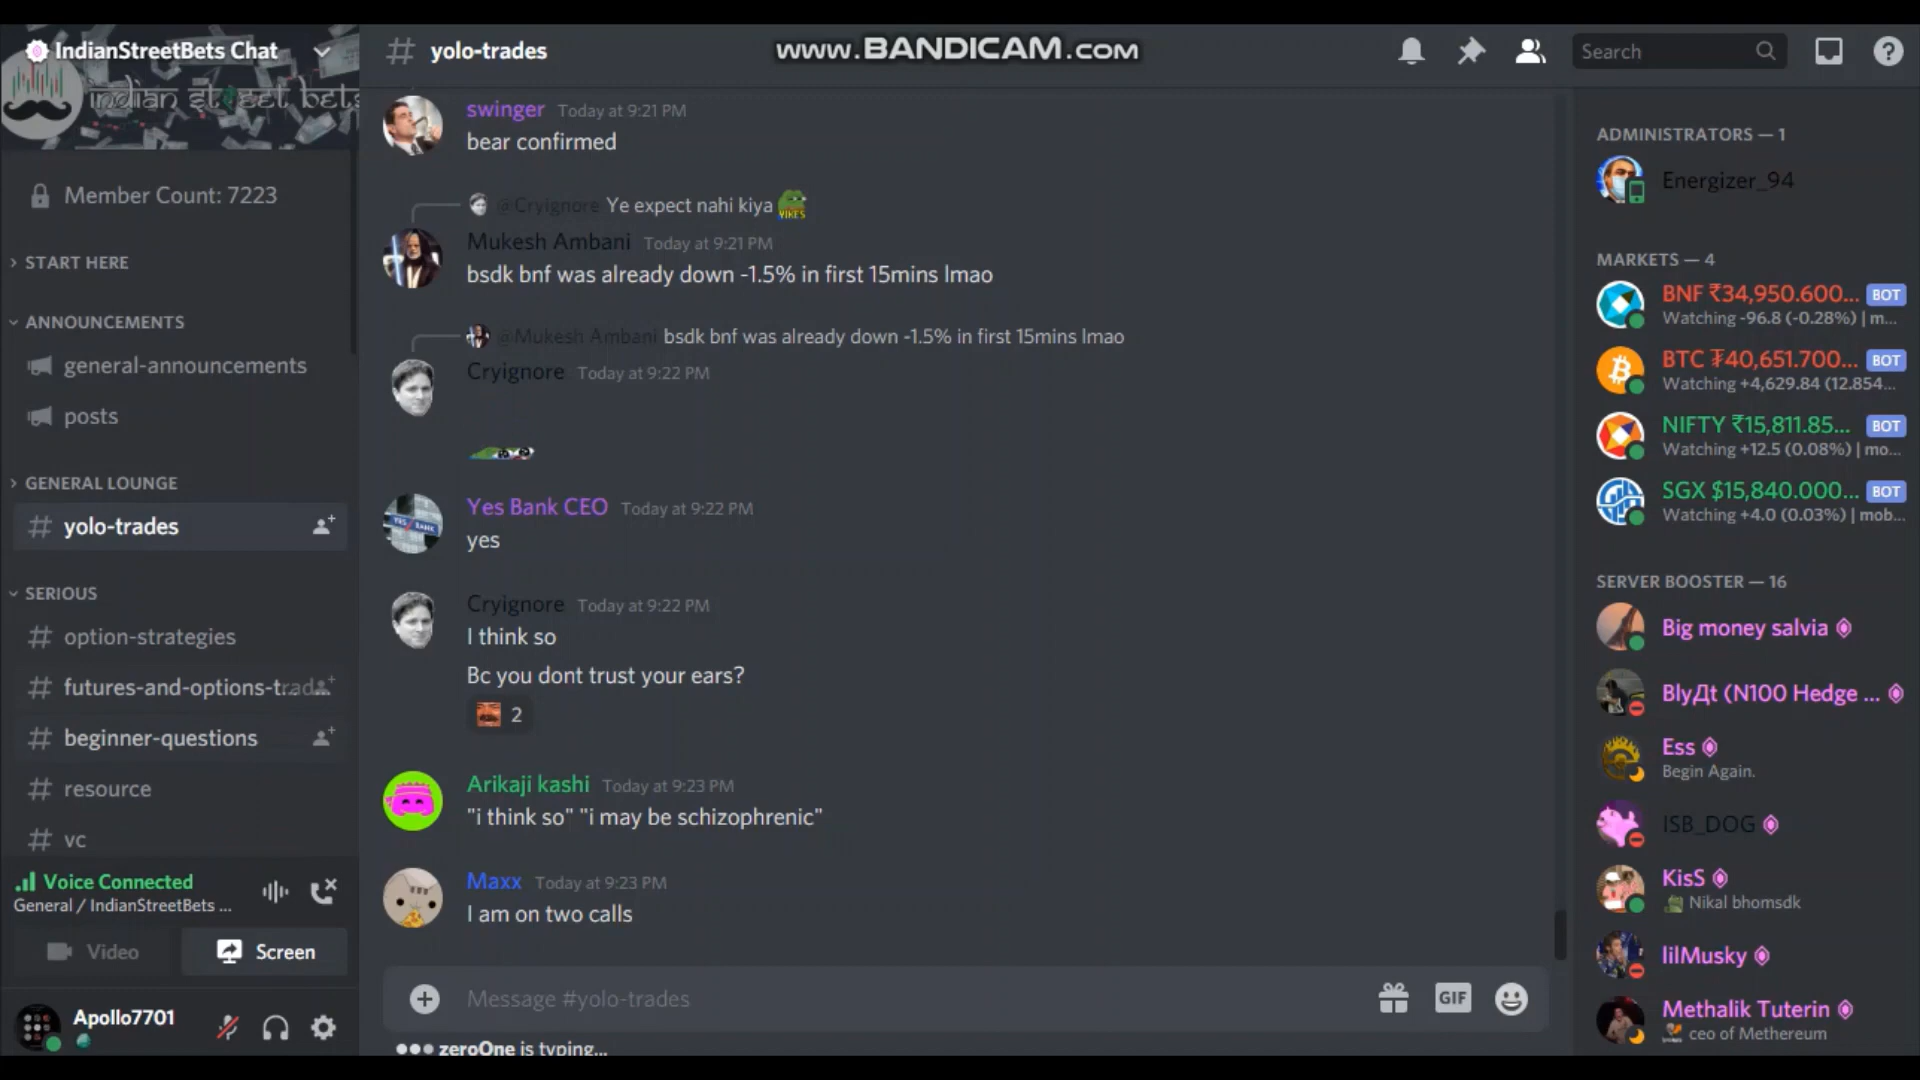 IndianStreetBets Chat
indian street bets
Member Count: 7223
START HERE
ANNOUNCEMENTS
general-announcements
posts
GENERAL LOUNGE
yolo-trades
SERIOUS
option-strategies
futures-and-options-trad...
beginner-questions
resource
vc
Voice Connected
General / IndianStreetBets ...
Video
Screen
Apollo7701
yolo-trades
www.BANDICAM.com
Search
swinger Today at 9:21 PM
bear confirmed
@Cryignore Ye expect nahi kiya
YIKES
Mukesh Ambani Today at 9:21 PM
bsdk bnf was already down -1.5% in first 15mins lmao
@Mukesh Ambani bsdk bnf was already down -1.5% in first 15mins lmao
Cryignore Today at 9:22 PM
Yes Bank CEO Today at 9:22 PM
YES BANK
yes
Cryignore Today at 9:22 PM
I think so
Bc you dont trust your ears?
2
Arikaji kashi Today at 9:23 PM
"i think so" "i may be schizophrenic"
Maxx Today at 9:23 PM
I am on two calls
Message #yolo-trades
GIF
zeroOne is typing...
ADMINISTRATORS — 1
Energizer_94
MARKETS — 4
BNF ₹34,950.600... BOT
Watching -96.8 (-0.28%) | m...
BTC ₮40,651.700... BOT
Watching +4,629.84 (12.854...
NIFTY ₹15,811.85... BOT
Watching +12.5 (0.08%) | mo...
SGX $15,840.000... BOT
Watching +4.0 (0.03%) | mob...
SERVER BOOSTER — 16
Big money salvia
BlyДt (N100 Hedge ...
Ess
Begin Again.
ISB_DOG
KisS
Nikal bhomsdk
lilMusky
Methalik Tuterin
ceo of Methereum